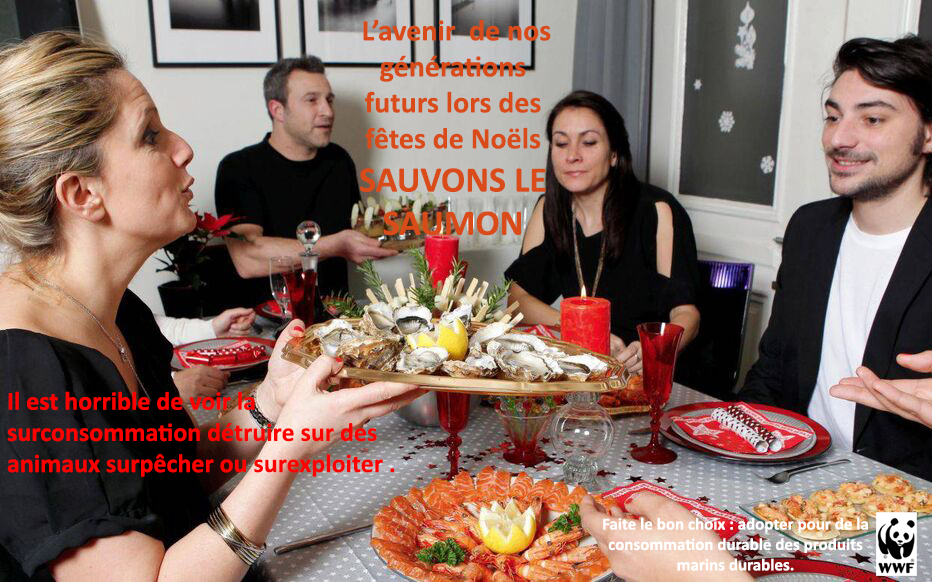 L'avenir de nos
générations
futurs lors des
fêtes de Noëls
SAUVONS LE
SAUMON
Il est horrible de voir la
surconsommation détruire sur des
animaux surpêcher ou surexploiter .
Faite le bon choix : adopter pour de la
consommation durable des produits
marins durables.
WWF